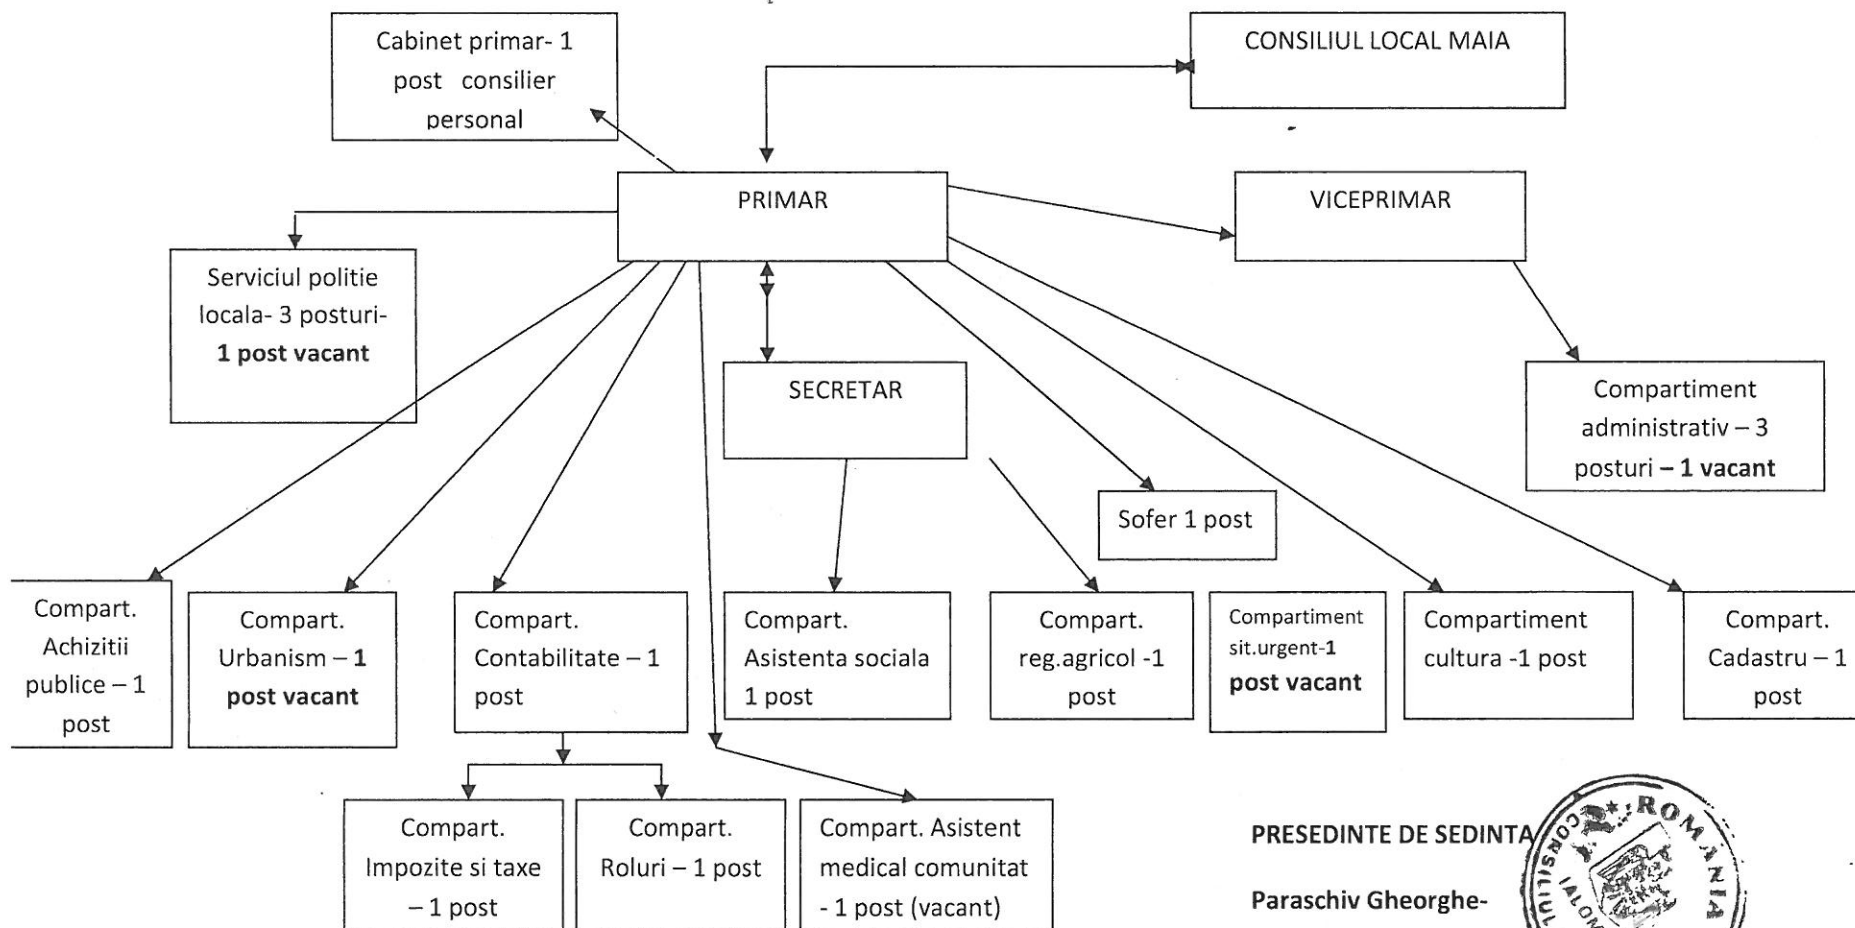 Cabinet primar- 1
post consilier
personal
CONSILIUL LOCAL MAIA
PRIMAR
VICEPRIMAR
Serviciul politie
locala- 3 posturi-
1 post vacant
SECRETAR
Compartiment
administrativ – 3
posturi – 1 vacant
Sofer 1 post
Compart.
Achizitii
publice – 1
post
Compart.
Urbanism – 1
post vacant
Compart.
Contabilitate – 1
post
Compart.
Asistenta sociala
1 post
Compart.
reg.agricol -1
post
Compartiment
sit.urgent-1
post vacant
Compartiment
cultura -1 post
Compart.
Cadastru – 1
post
Compart.
Impozite si taxe
– 1 post
Compart.
Roluri – 1 post
Compart. Asistent
medical comunitat
- 1 post (vacant)
PRESEDINTE DE SEDINTA
Paraschiv Gheorghe-
ROMÂNIA